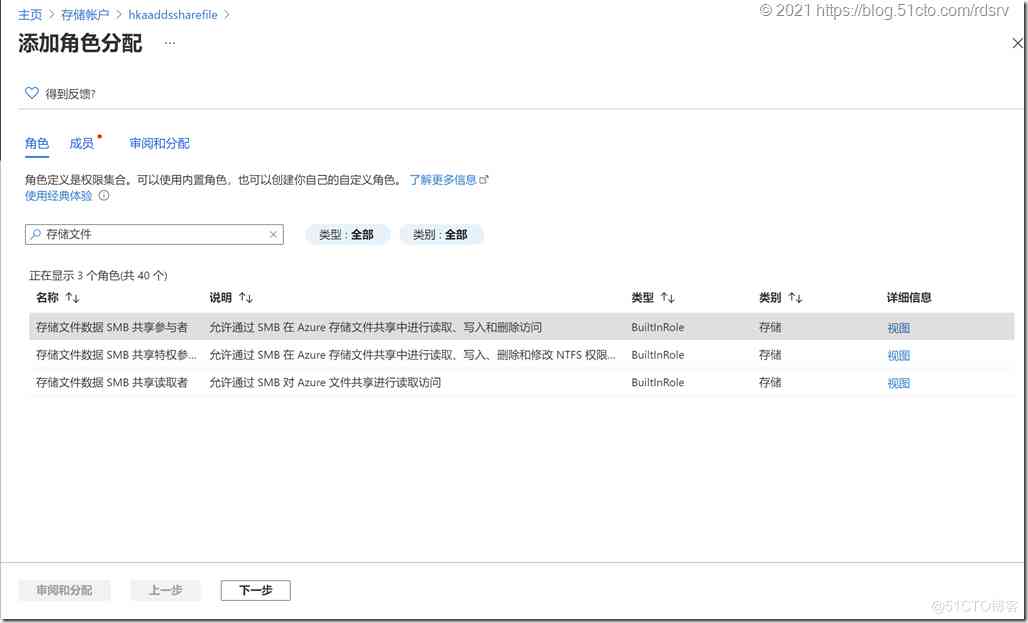 主页 > 存储帐户 > hkaaddssharefile >
© 2021 https://blog.51cto.com/rdsrv
添加角色分配 ...
得到反馈?
角色 成员 审阅和分配
角色定义是权限集合。可以使用内置角色，也可以创建你自己的自定义角色。 了解更多信息
使用经典体验
存储文件 类型 : 全部 类别 : 全部
正在显示 3 个角色(共 40 个)
名称 ↑↓ 说明 ↑↓ 类型 ↑↓ 类别 ↑↓ 详细信息
存储文件数据 SMB 共享参与者 允许通过 SMB 在 Azure 存储文件共享中进行读取、写入和删除访问 BuiltInRole 存储 视图
存储文件数据 SMB 共享特权参... 允许通过 SMB 在 Azure 存储文件共享中进行读取、写入、删除和修改 NTFS 权限... BuiltInRole 存储 视图
存储文件数据 SMB 共享读取者 允许通过 SMB 对 Azure 文件共享进行读取访问 BuiltInRole 存储 视图
审阅和分配 上一步 下一步
@51CTO博客